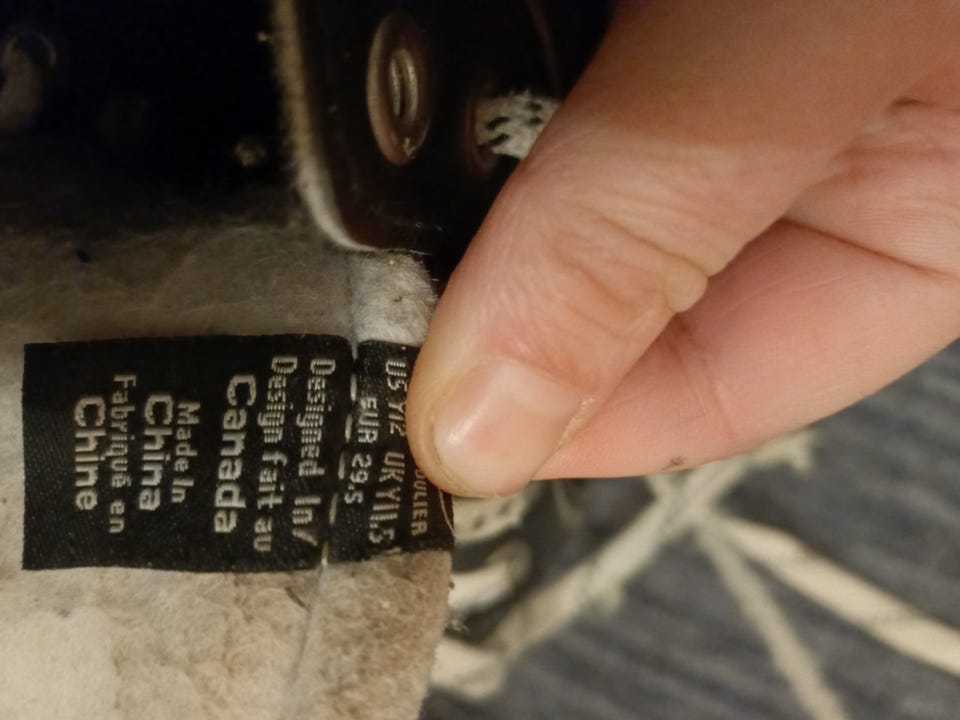 OULIER
US Y12 UK Y11.5
EUR 29.5
Designed In/
Design fait au
Canada
Made In
China
Fabriqué en
Chine